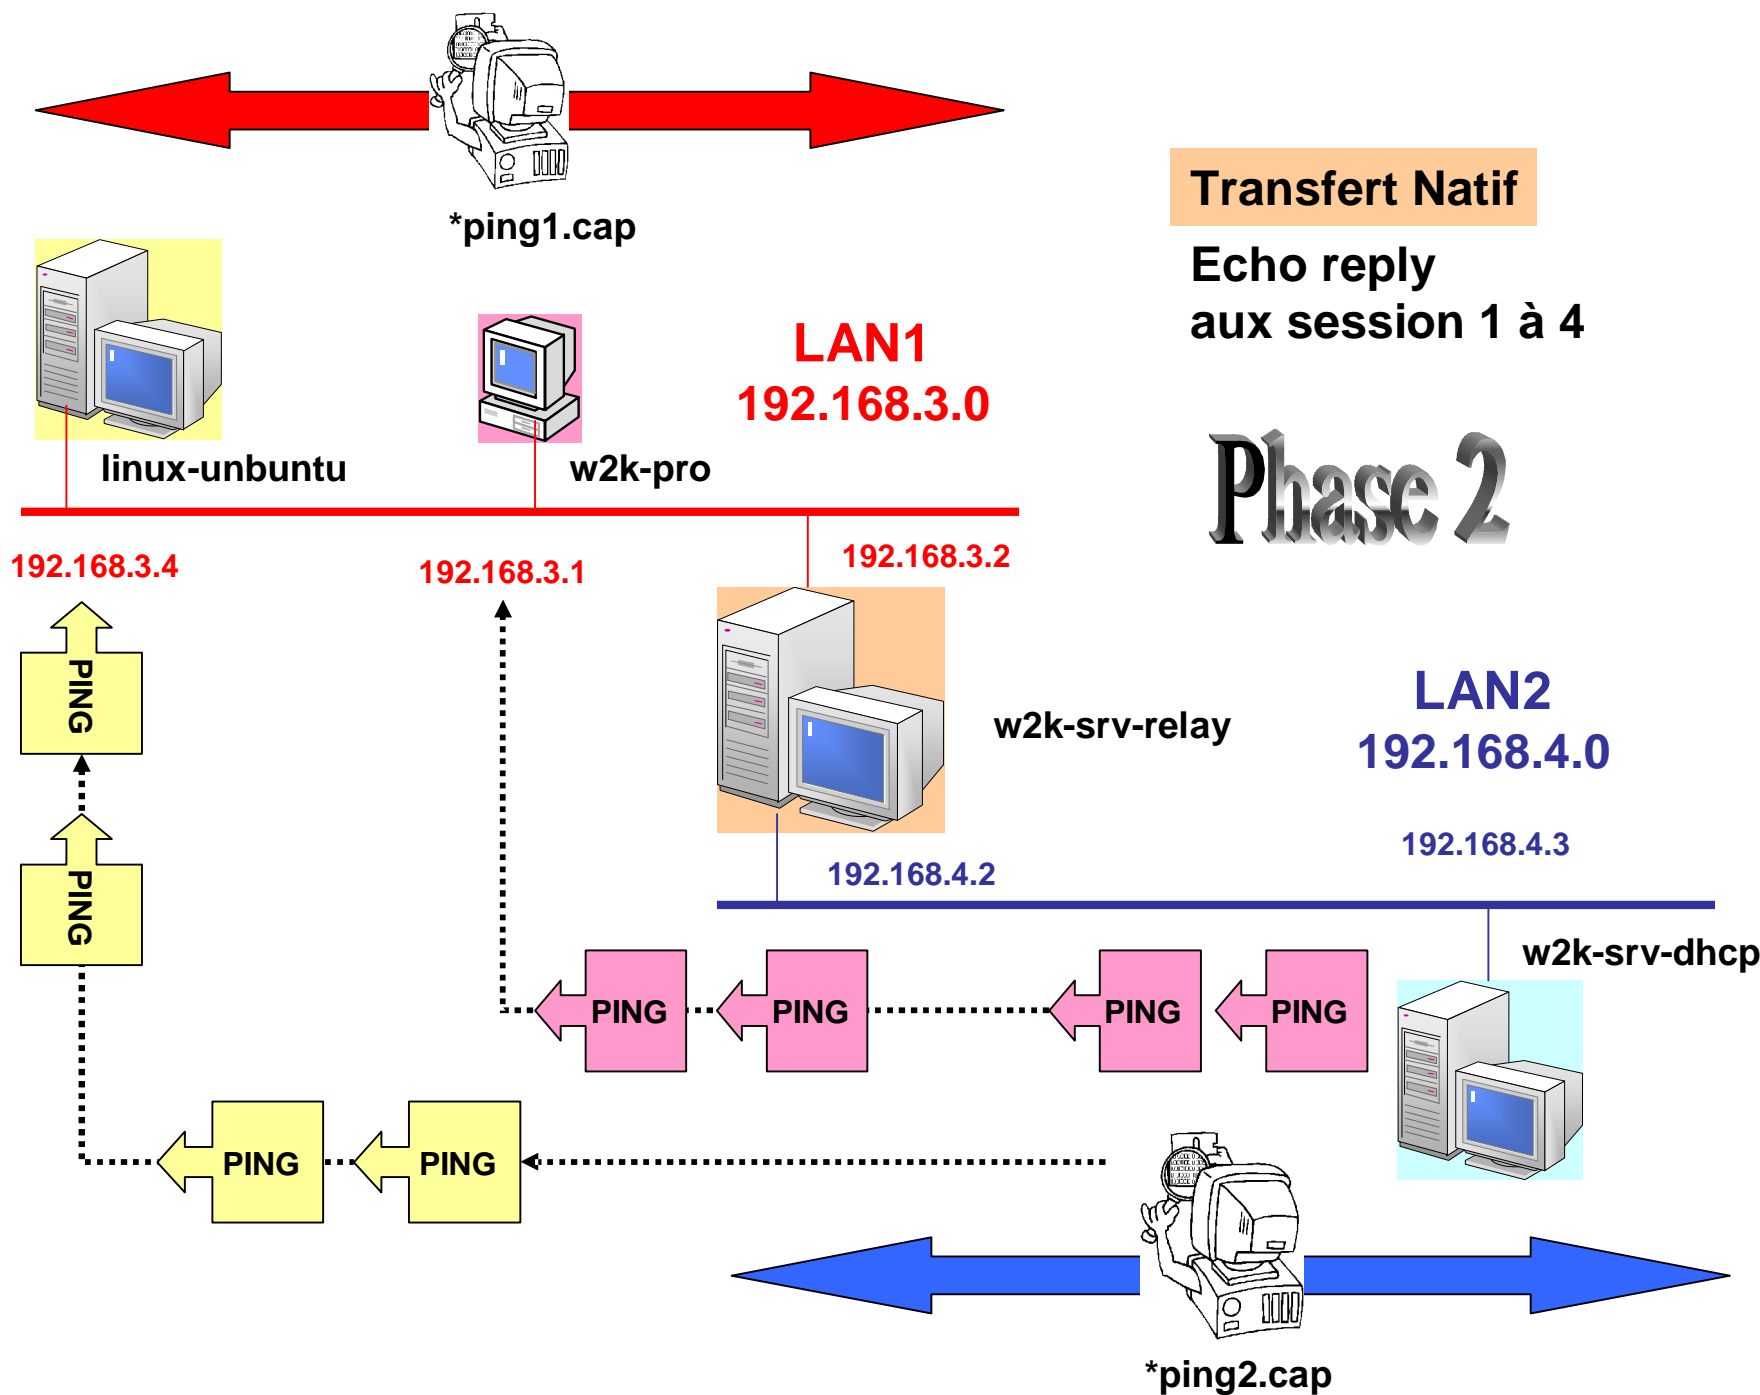 *ping1.cap
Transfert Natif
Echo reply
aux session 1 à 4
LAN1
192.168.3.0
linux-unbuntu
w2k-pro
Phase 2
192.168.3.4
192.168.3.1
192.168.3.2
PING
LAN2
192.168.4.0
w2k-srv-relay
192.168.4.3
192.168.4.2
PING
w2k-srv-dhcp
PING
PING
PING
PING
PING
PING
*ping2.cap